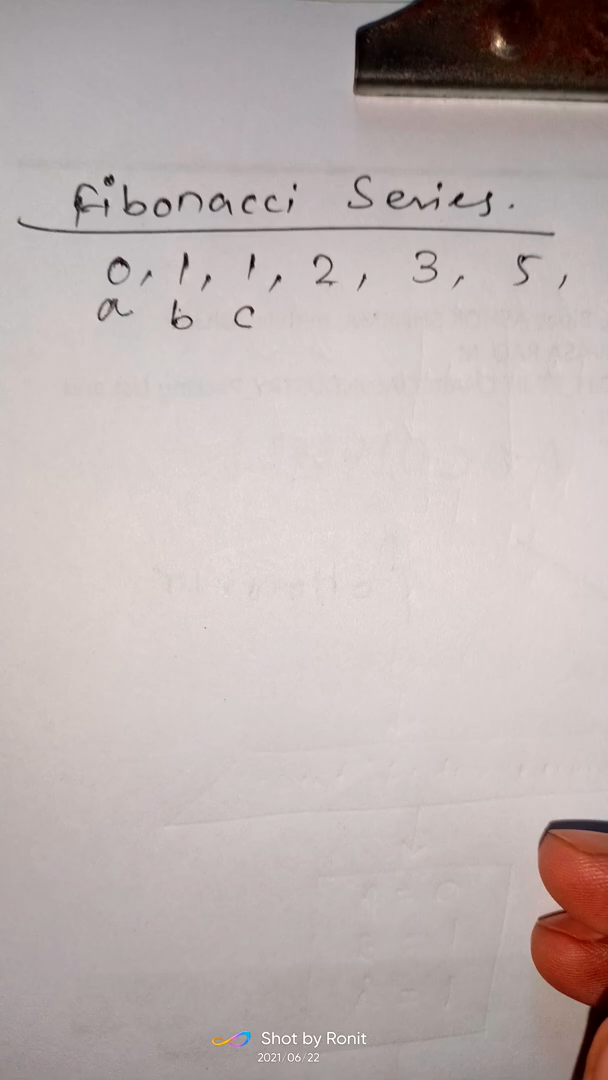 Fibonacci Series.
0, 1, 1, 2, 3, 5,
a b c
Shot by Ronit
2021/06/22